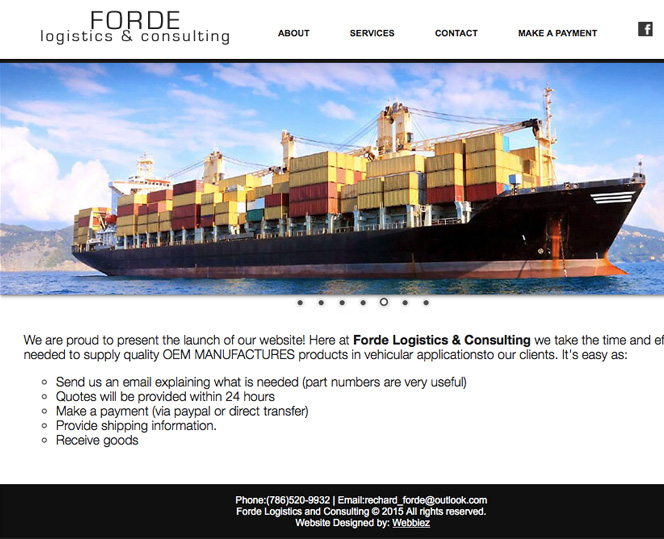 FORDE
logistics & consulting
ABOUT
SERVICES
CONTACT
MAKE A PAYMENT
f
We are proud to present the launch of our website! Here at Forde Logistics & Consulting we take the time and ef
needed to supply quality OEM MANUFACTURES products in vehicular applicationsto our clients. It's easy as:
Send us an email explaining what is needed (part numbers are very useful)
Quotes will be provided within 24 hours
Make a payment (via paypal or direct transfer)
Provide shipping information.
Receive goods
Phone:(786)520-9932 | Email:rechard_forde@outlook.com
Forde Logistics and Consulting © 2015 All rights reserved.
Website Designed by: Webbiez